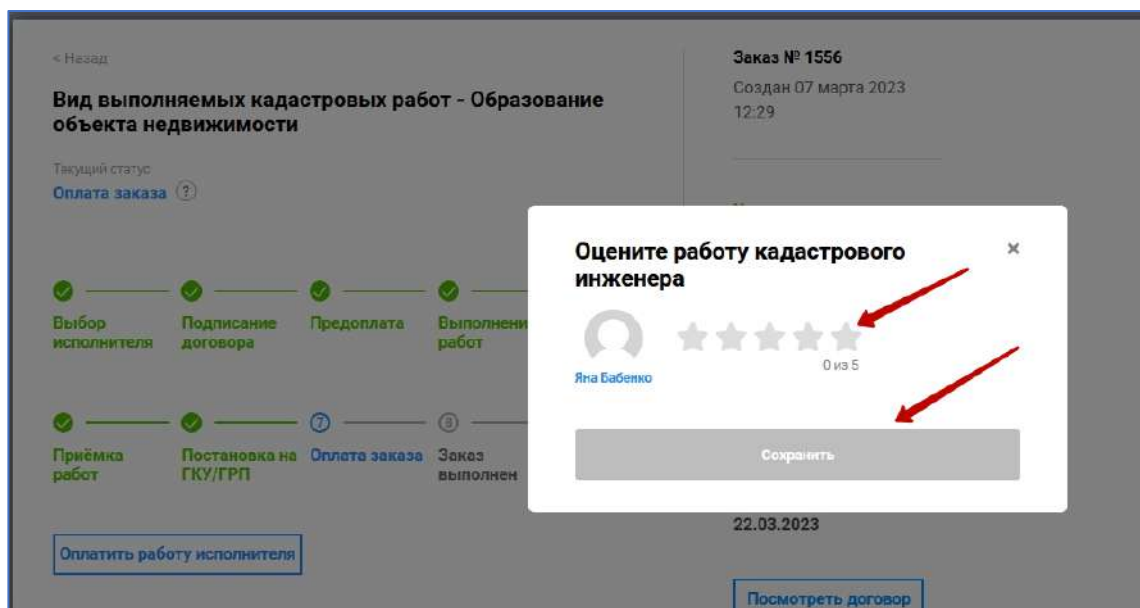 < Назад
Вид выполняемых кадастровых работ - Образование
объекта недвижимости
Текущий статус
Оплата заказа ?
Выбор
исполнителя
Подписание
договора
Предоплата
Выполнени
работ
Приёмка
работ
Постановка на
ГКУ/ГРП
7
Оплата заказа
8
Заказ
выполнен
Оплатить работу исполнителя
Заказ № 1556
Создан 07 марта 2023
12:29
Оцените работу кадастрового
инженера
×
Яна Бабенко
0 из 5
Сохранить
22.03.2023
Посмотреть договор